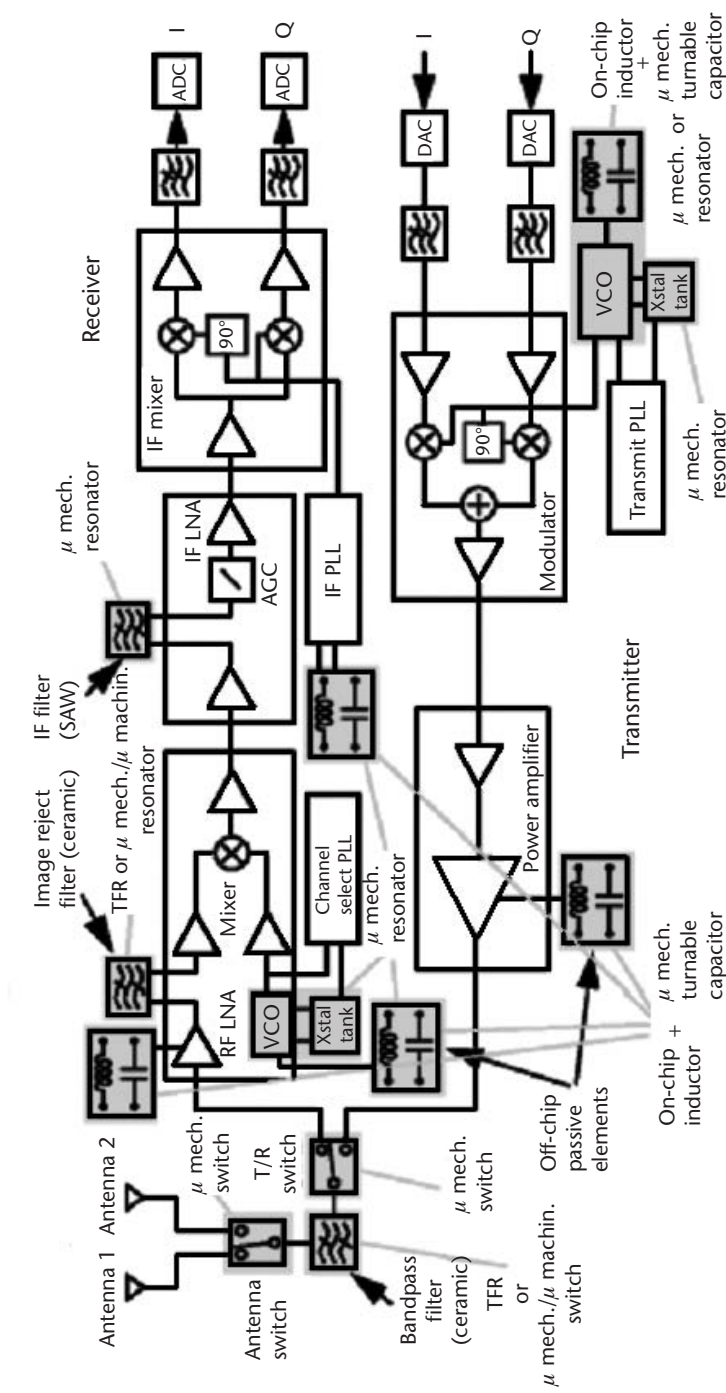 Antenna 1
Antenna 2
Antenna
switch
μ mech.
switch
T/R
switch
μ mech.
switch
Bandpass
filter
(ceramic)
TFR
or
μ mech./μ machin.
switch
Image reject
filter (ceramic)
TFR or μ mech./μ machin.
resonator
RF LNA
Mixer
VCO
Xstal
tank
Channel
select PLL
μ mech.
resonator
IF filter
(SAW)
μ mech.
resonator
AGC
IF LNA
IF PLL
Receiver
IF mixer
90°
ADC
ADC
I
Q
I
Q
DAC
DAC
90°
Modulator
Transmit PLL
VCO
Xstal
tank
On-chip
inductor
+
μ mech.
turnable
capacitor
μ mech. or
resonator
μ mech.
resonator
Transmitter
Power amplifier
Off-chip
passive
elements
On-chip
inductor
+
μ mech.
turnable
capacitor